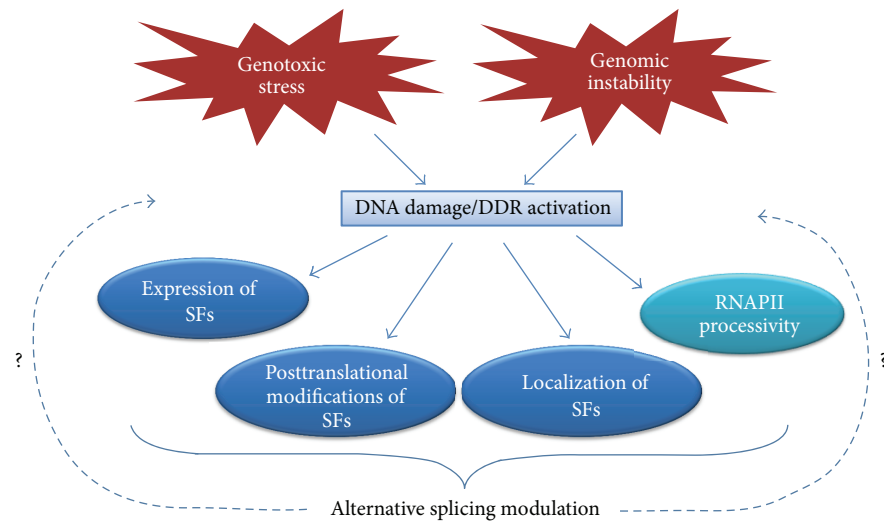 Genotoxic
stress
Genomic
instability
DNA damage/DDR activation
Expression of
SFs
RNAPII
processivity
?
?
Posttranslational
modifications of
SFs
Localization of
SFs
Alternative splicing modulation